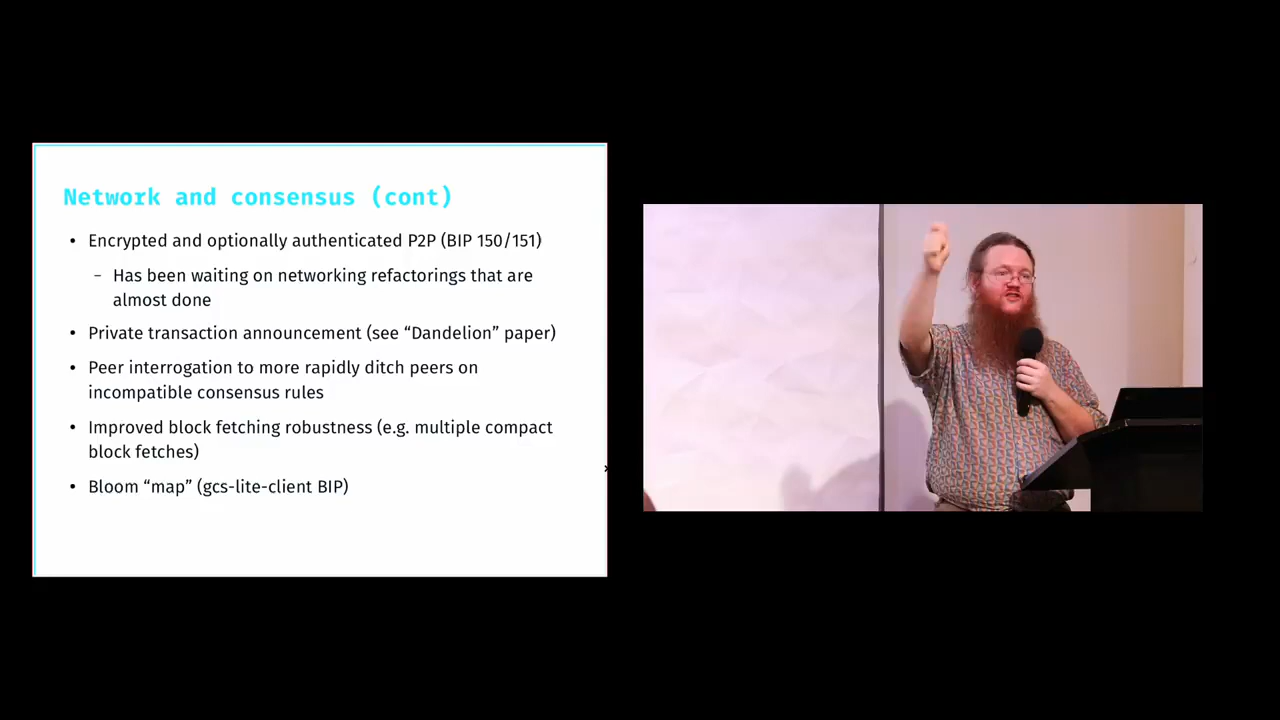 Network and consensus (cont)
• Encrypted and optionally authenticated P2P (BIP 150/151)
– Has been waiting on networking refactorings that are
almost done
• Private transaction announcement (see “Dandelion” paper)
• Peer interrogation to more rapidly ditch peers on
incompatible consensus rules
• Improved block fetching robustness (e.g. multiple compact
block fetches)
• Bloom “map” (gcs-lite-client BIP)